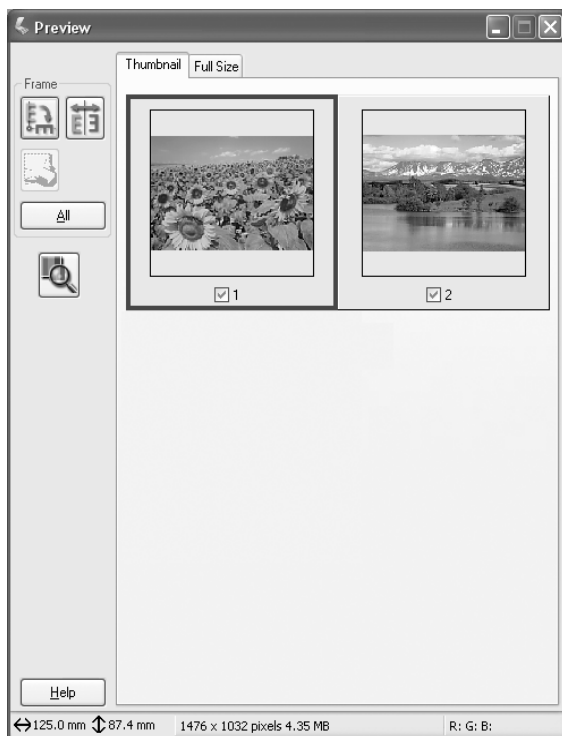 Preview
Thumbnail Full Size
Frame
All
1 2
Help
125.0 mm 87.4 mm 1476 x 1032 pixels 4.35 MB R: G: B: